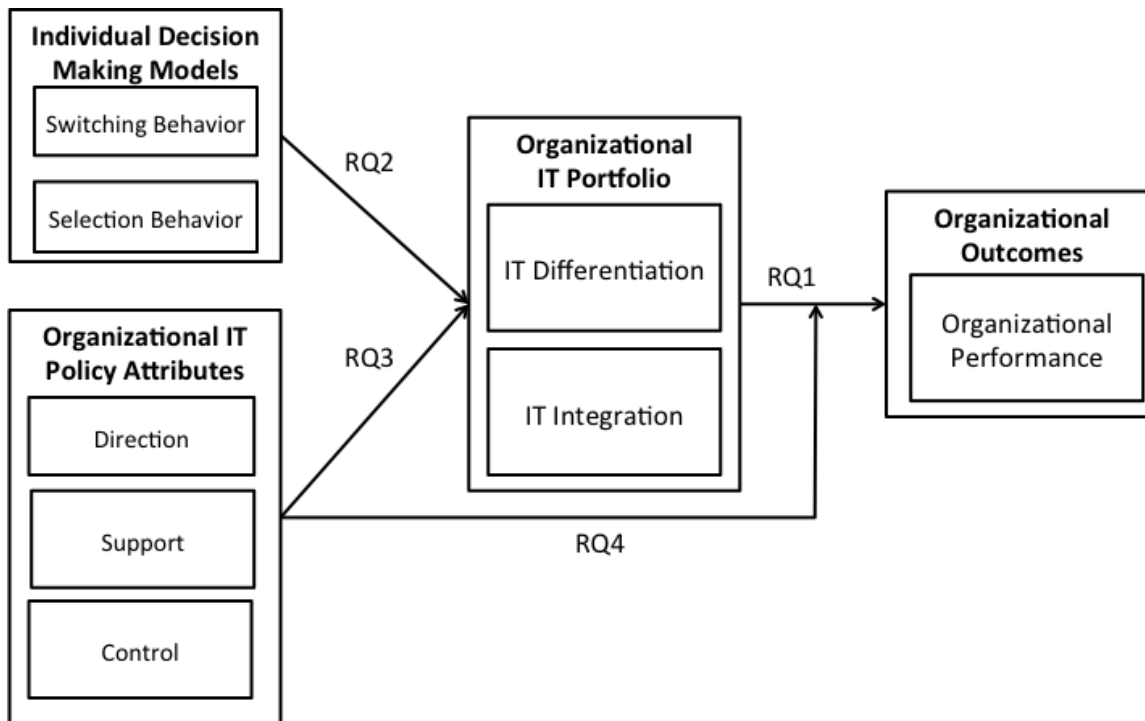 Individual Decision
Making Models
Switching Behavior
Selection Behavior
Organizational IT
Policy Attributes
Direction
Support
Control
RQ2
RQ3
RQ4
Organizational
IT Portfolio
IT Differentiation
IT Integration
RQ1
Organizational
Outcomes
Organizational
Performance